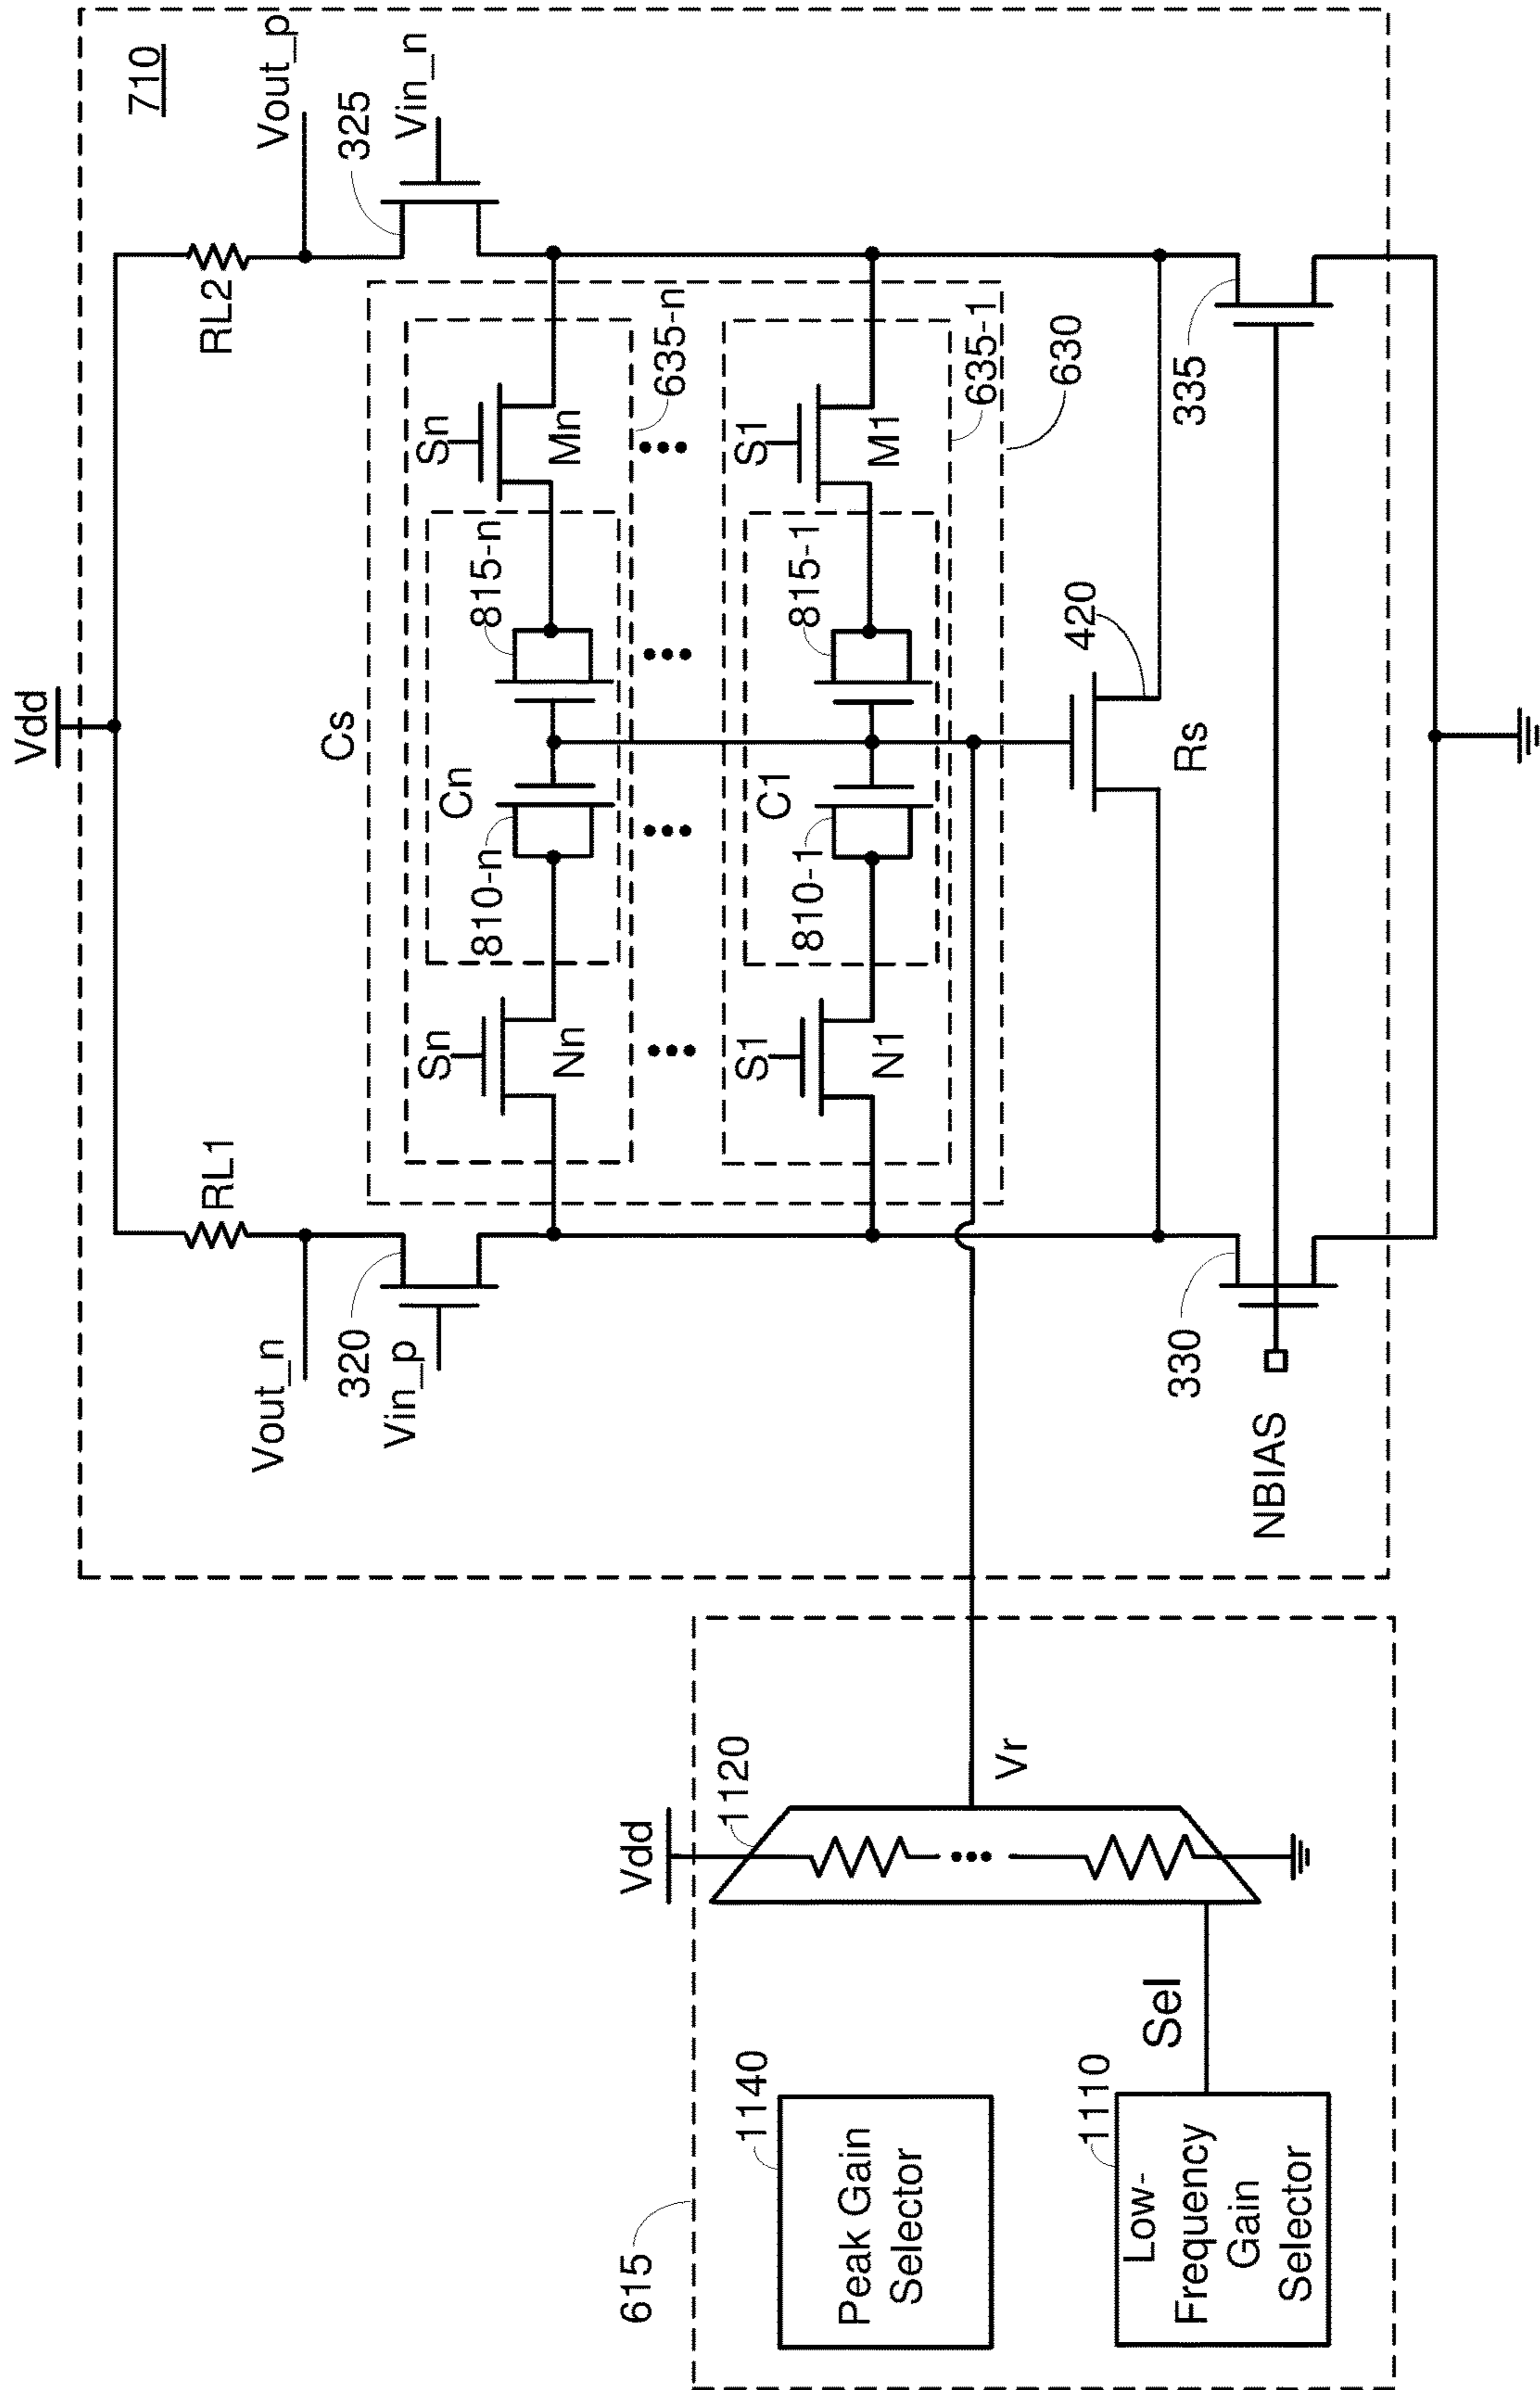 710
Vdd
Vout_p
325
Vin_n
RL2
Cs
RL1
Vout_n
320
Vin_p
635-n
Sn
Mn
815-n
Cn
810-n
Sn
Nn
635-1
S1
M1
815-1
C1
810-1
S1
N1
630
420
Rs
335
330
NBIAS
Vr
1120
Vdd
Sel
1140
Peak Gain
Selector
1110
Low-
Frequency
Gain
Selector
615